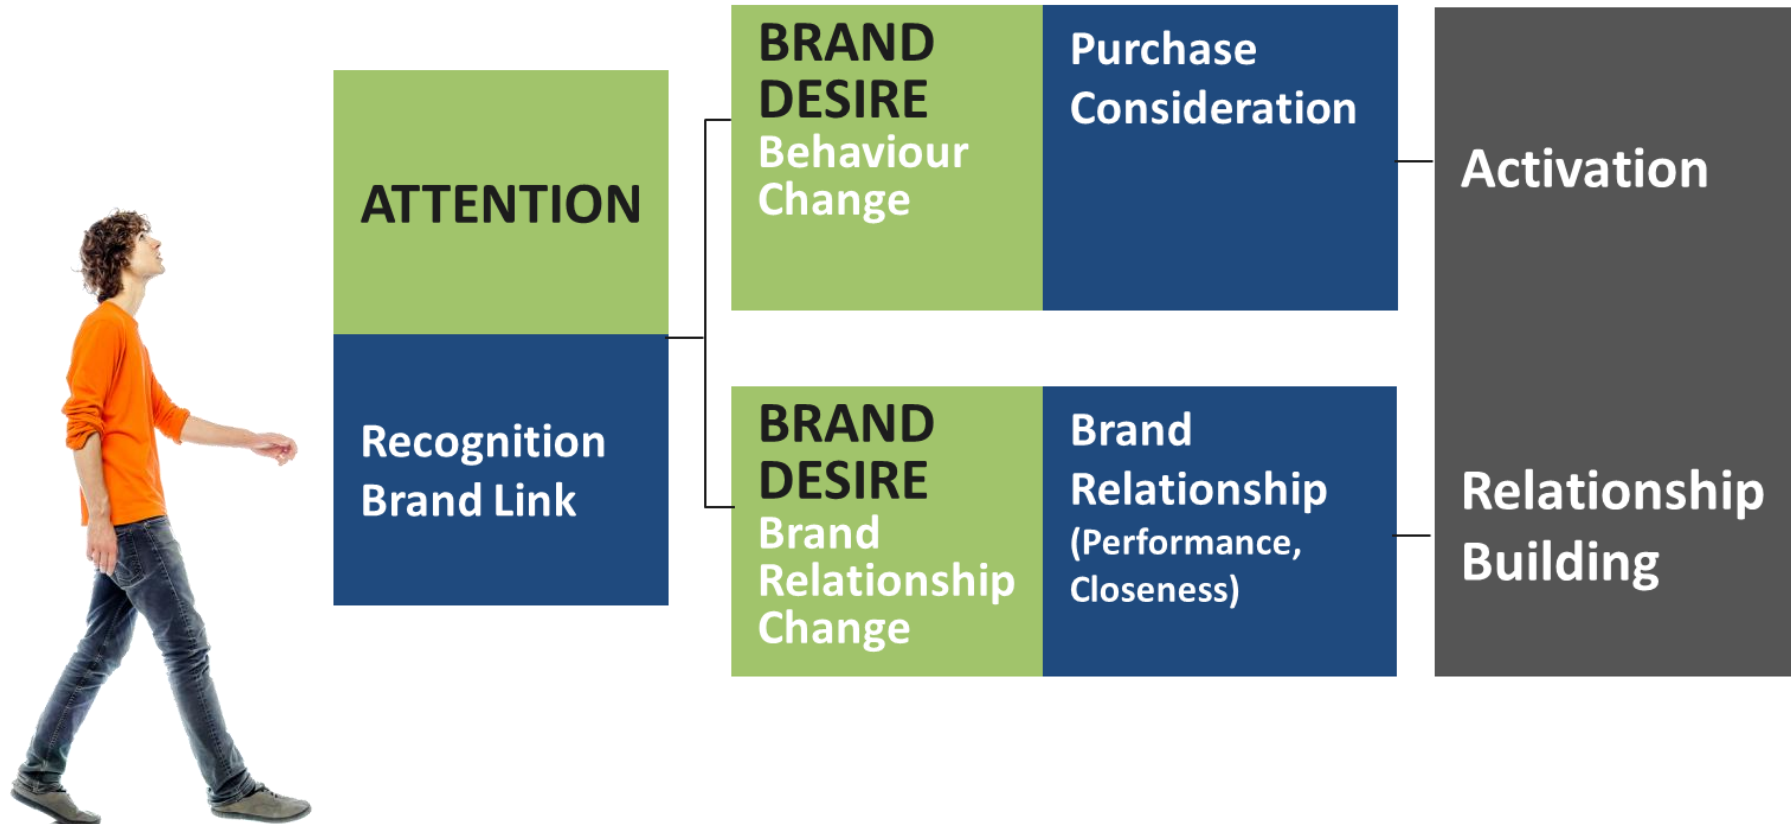 ATTENTION
Recognition
Brand Link
BRAND
DESIRE
Behaviour
Change
Purchase
Consideration
Activation
BRAND
DESIRE
Brand
Relationship
Change
Brand
Relationship
(Performance,
Closeness)
Relationship
Building